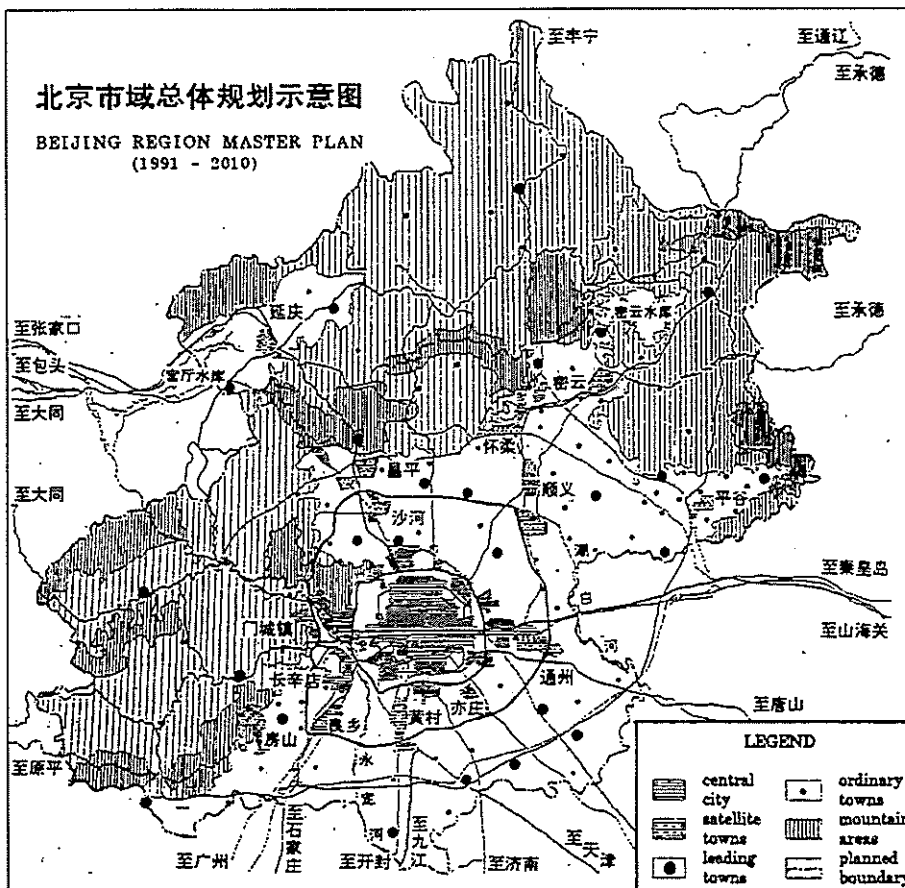 北京市域总体规划示意图
BEIJING REGION MASTER PLAN
(1991 - 2010)
至丰宁
至通辽
至承德
延庆
密云水库
至张家口
至承德
至包头
官厅水库
密云
至大同
怀柔
昌平
至大同
顺义
平谷
沙河
潮
至秦皇岛
白
门城镇
至山海关
河
长辛店
通州
至唐山
良乡
黄村
亦庄
房山
永
至原平
定
河
至广州
至石家庄
至开封
至九江
至济南
至天津
LEGEND
central city
ordinary towns
satellite towns
mountain areas
leading towns
planned boundary